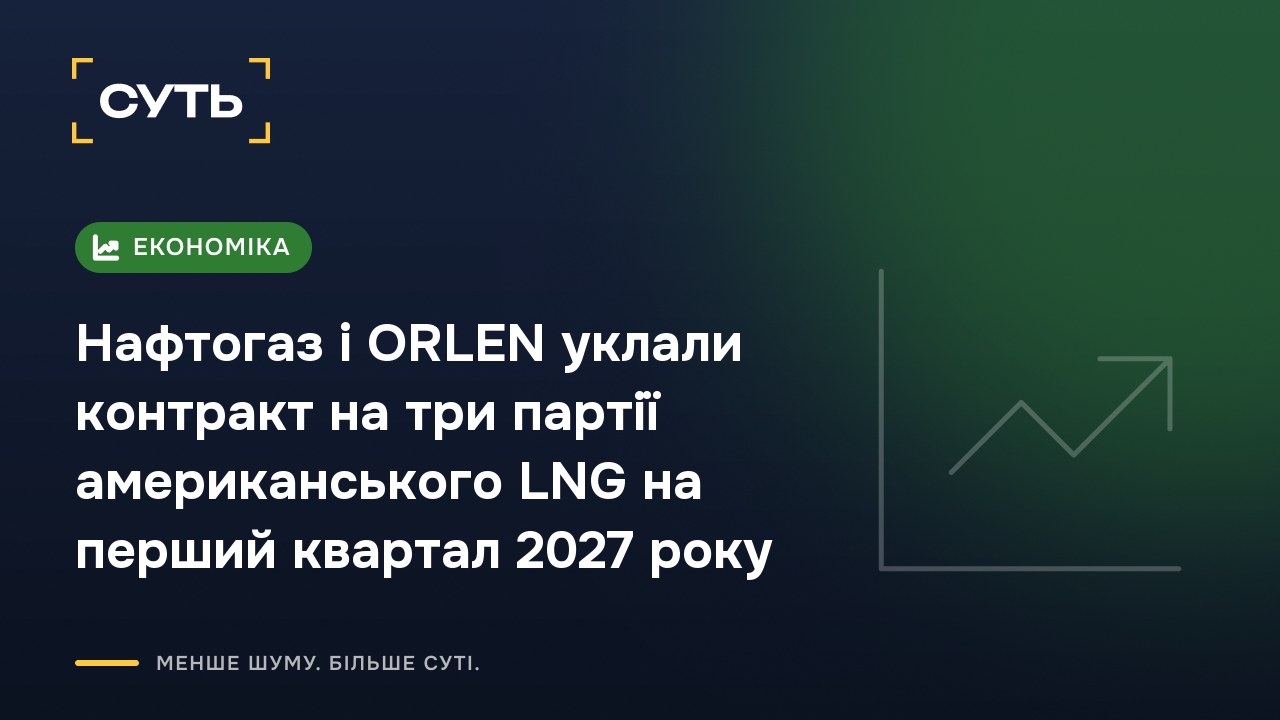 СУТЬ
ЕКОНОМІКА
Нафтогаз і ORLEN уклали
контракт на три партії
американського LNG на
перший квартал 2027 року
МЕНШЕ ШУМУ. БІЛЬШЕ СУТІ.